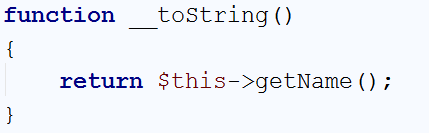 function __toString()
{
    return $this->getName();
}